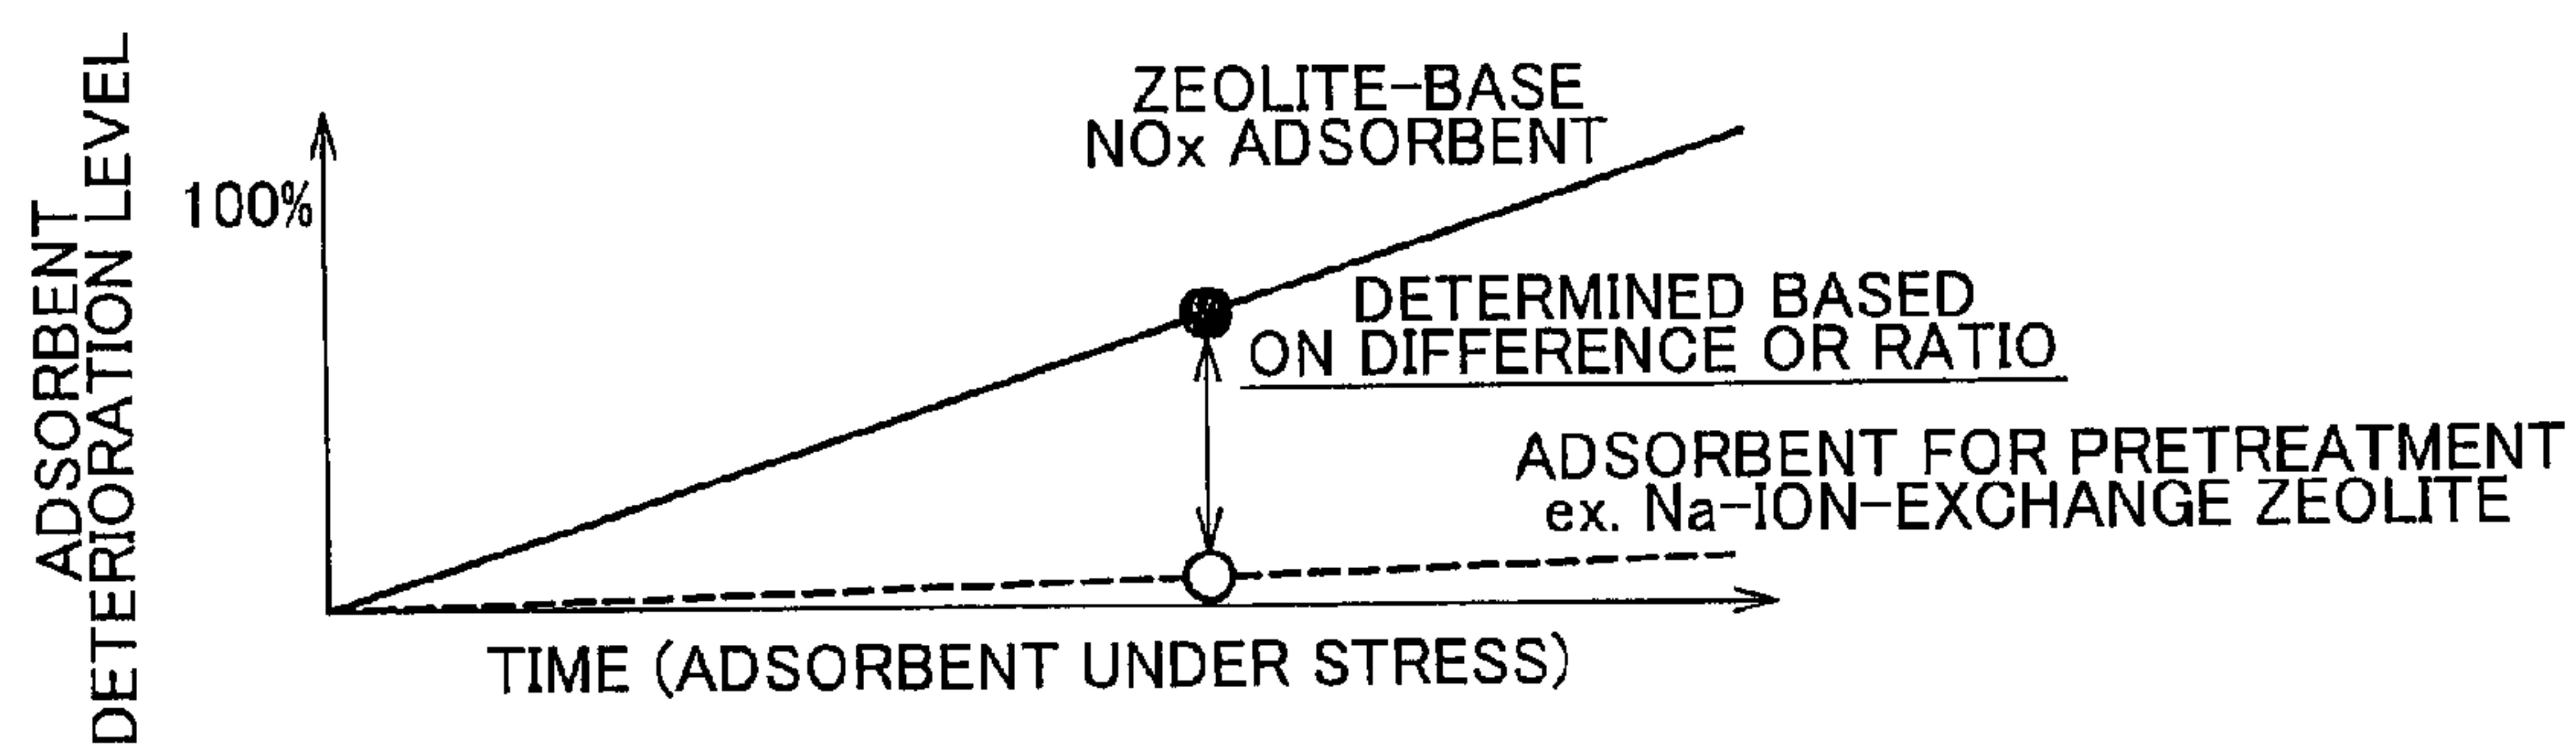 ADSORBENT
DETERIORATION LEVEL
100%
ZEOLITE-BASE
NOx ADSORBENT
DETERMINED BASED
ON DIFFERENCE OR RATIO
ADSORBENT FOR PRETREATMENT
ex. Na-ION-EXCHANGE ZEOLITE
TIME (ADSORBENT UNDER STRESS)